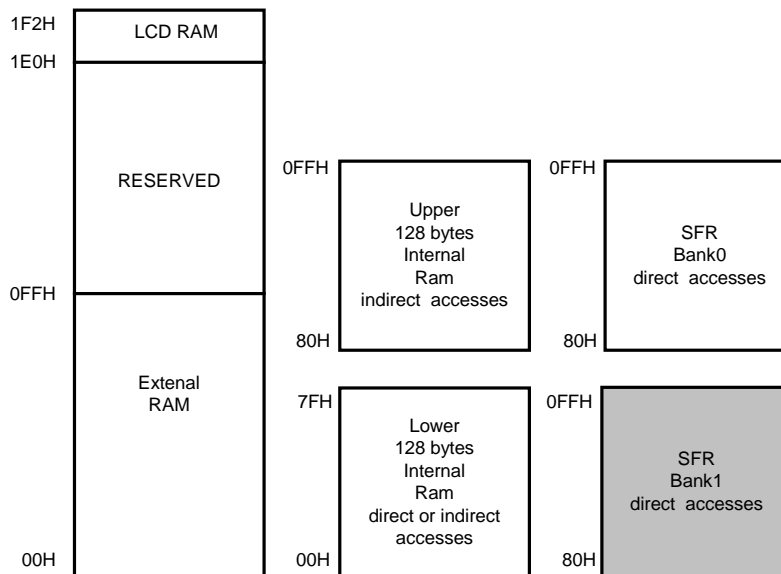 1F2H
LCD RAM
1E0H
RESERVED
0FFH
Extenal
RAM
00H
0FFH
Upper
128 bytes
Internal
Ram
indirect accesses
80H
7FH
Lower
128 bytes
Internal
Ram
direct or indirect
accesses
00H
0FFH
SFR
Bank0
direct accesses
80H
0FFH
SFR
Bank1
direct accesses
80H